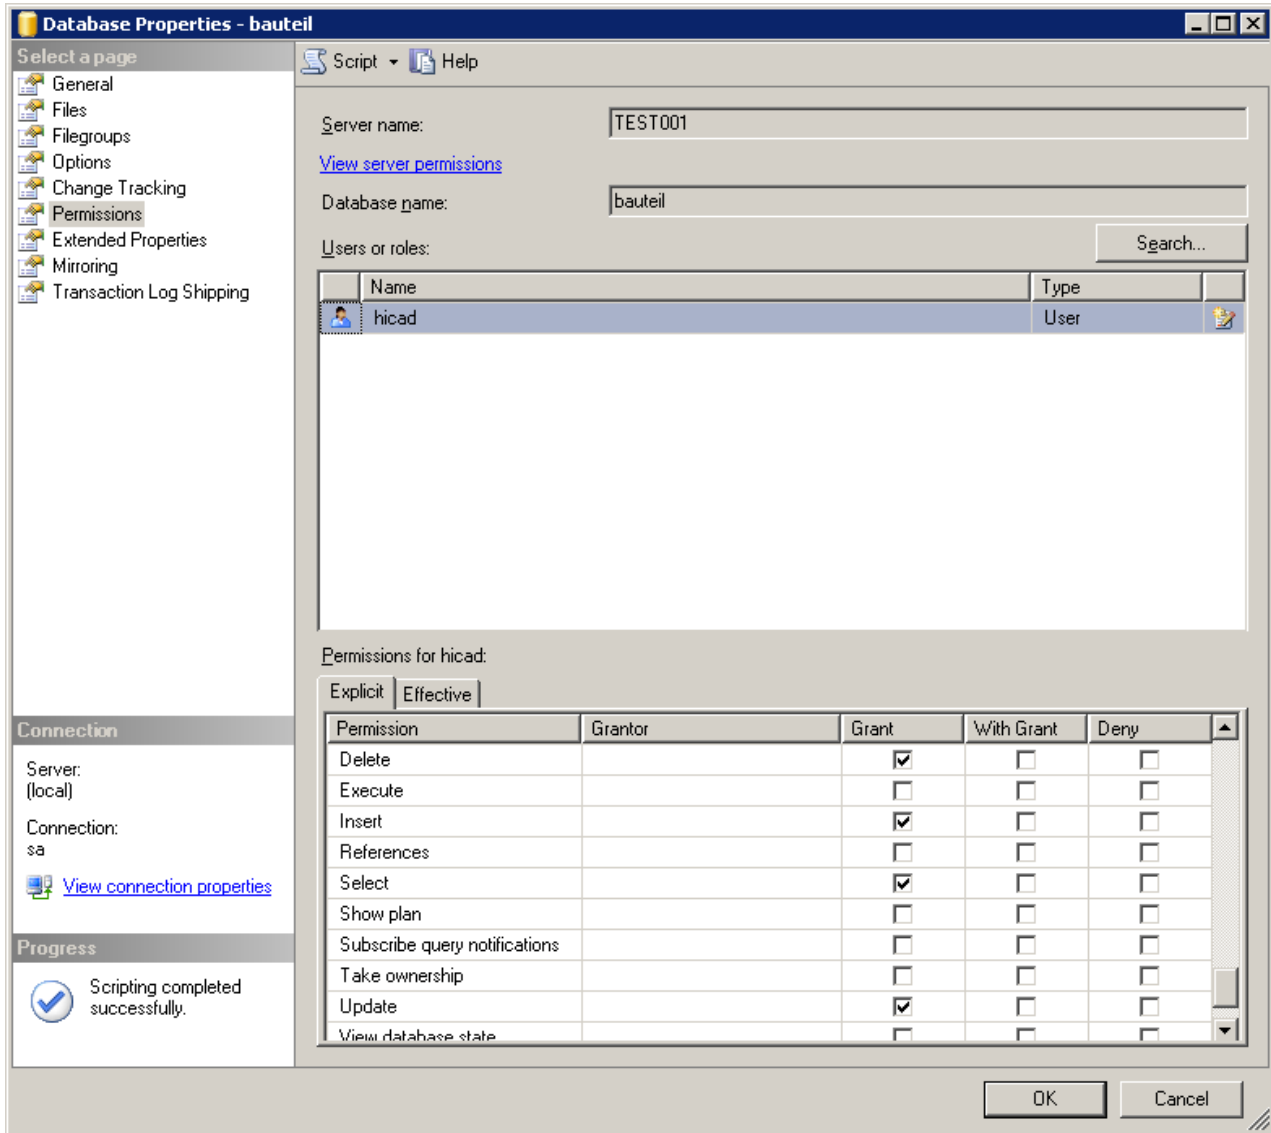 Database Properties - bauteil
Select a page
General
Files
Filegroups
Options
Change Tracking
Permissions
Extended Properties
Mirroring
Transaction Log Shipping
Script Help
Server name: TEST001
View server permissions
Database name: bauteil
Users or roles: Search...
Name Type
hicad User
Permissions for hicad:
Explicit Effective
Permission Grantor Grant With Grant Deny
Delete
Execute
Insert
References
Select
Show plan
Subscribe query notifications
Take ownership
Update
View database state
Connection
Server:
(local)
Connection:
sa
View connection properties
Progress
Scripting completed
successfully.
OK Cancel